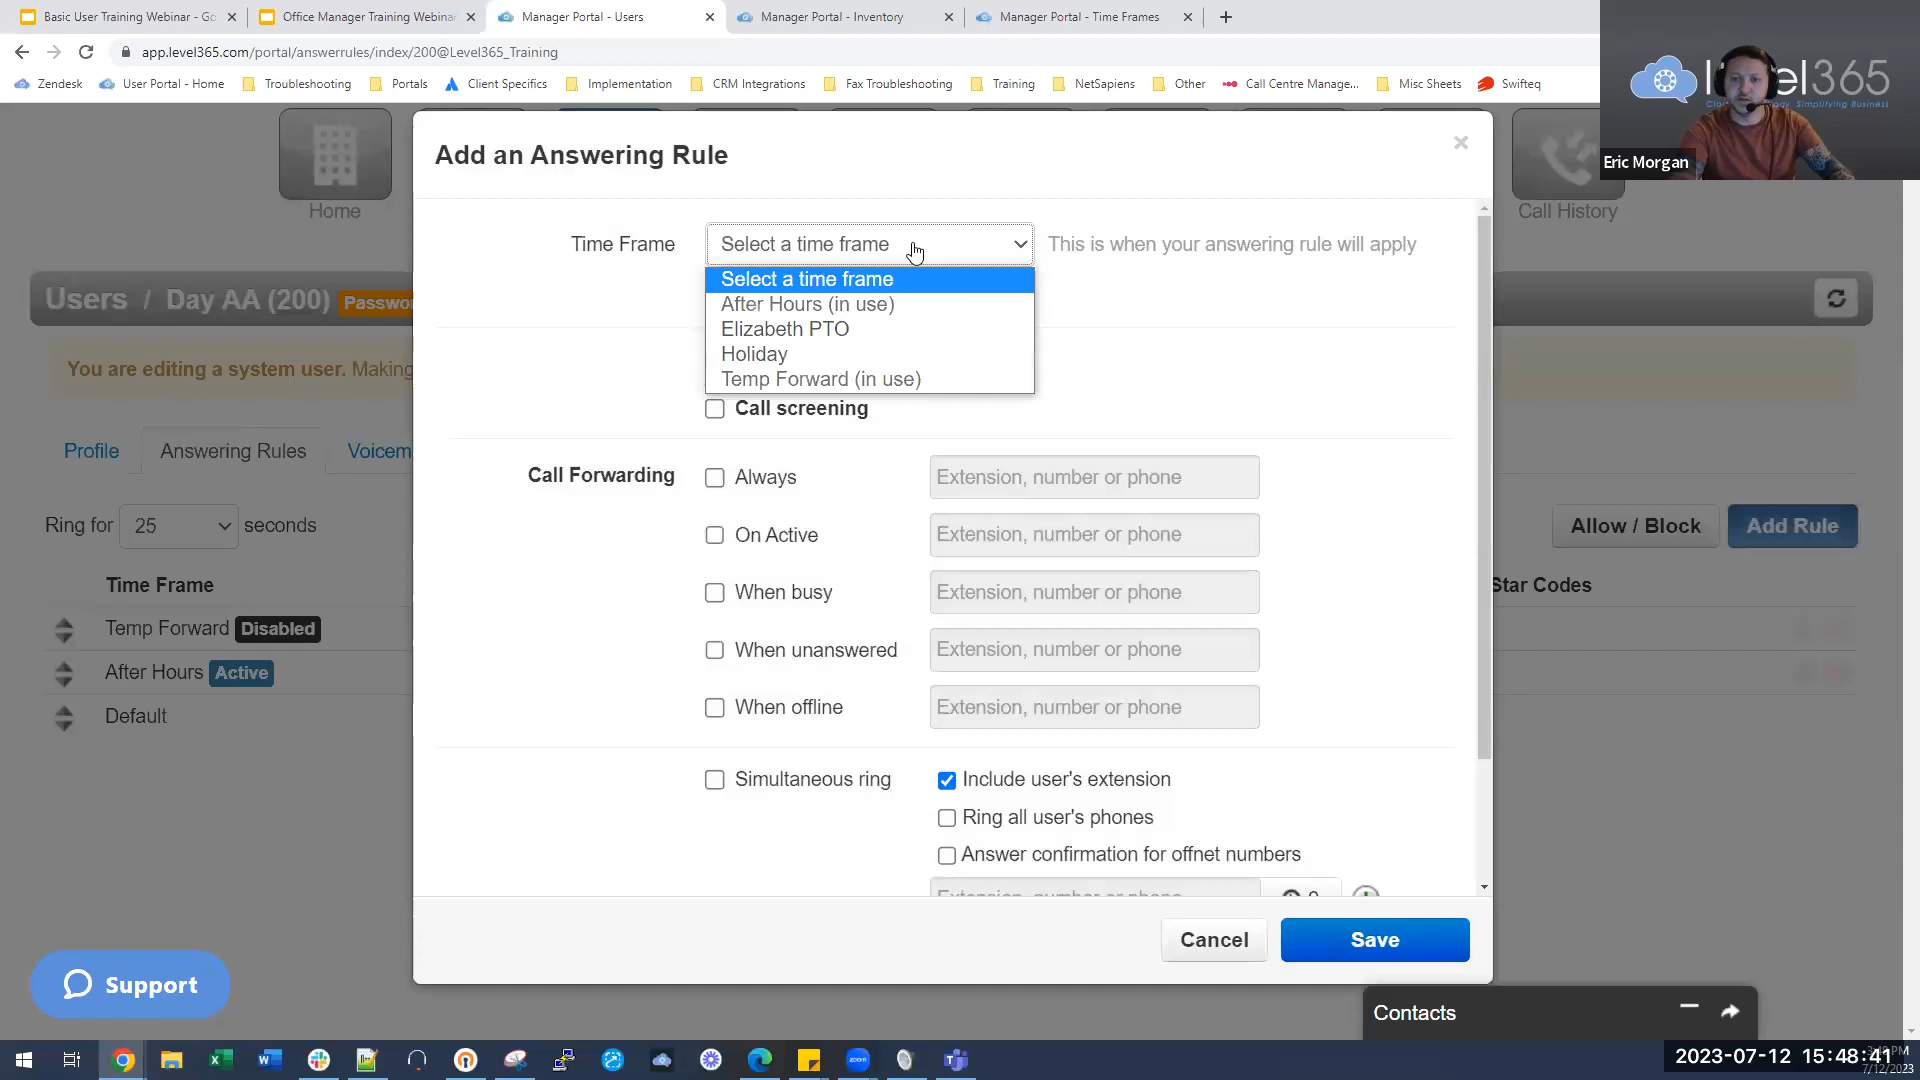 Basic User Training Webinar - Go
Office Manager Training Webinar
Manager Portal - Users
Manager Portal - Inventory
Manager Portal - Time Frames
app.level365.com/portal/answerrules/index/200@Level365_Training
Zendesk
User Portal - Home
Troubleshooting
Portals
Client Specifics
Implementation
CRM Integrations
Fax Troubleshooting
Training
NetSapiens
Other
Call Centre Manage...
Misc Sheets
Swifteq
Eric Morgan
Home
Call History
Add an Answering Rule
Time Frame
Select a time frame
This is when your answering rule will apply
Select a time frame
After Hours (in use)
Elizabeth PTO
Holiday
Temp Forward (in use)
Users / Day AA (200) Passwo
You are editing a system user. Making
Call screening
Profile
Answering Rules
Voicem
Call Forwarding
Always
Extension, number or phone
On Active
Extension, number or phone
When busy
Extension, number or phone
When unanswered
Extension, number or phone
When offline
Extension, number or phone
Ring for 25 seconds
Allow / Block
Add Rule
Time Frame
Star Codes
Temp Forward Disabled
After Hours Active
Default
Simultaneous ring
Include user's extension
Ring all user's phones
Answer confirmation for offnet numbers
Cancel
Save
Support
Contacts
2023-07-12 15:48:41
7/12/2023